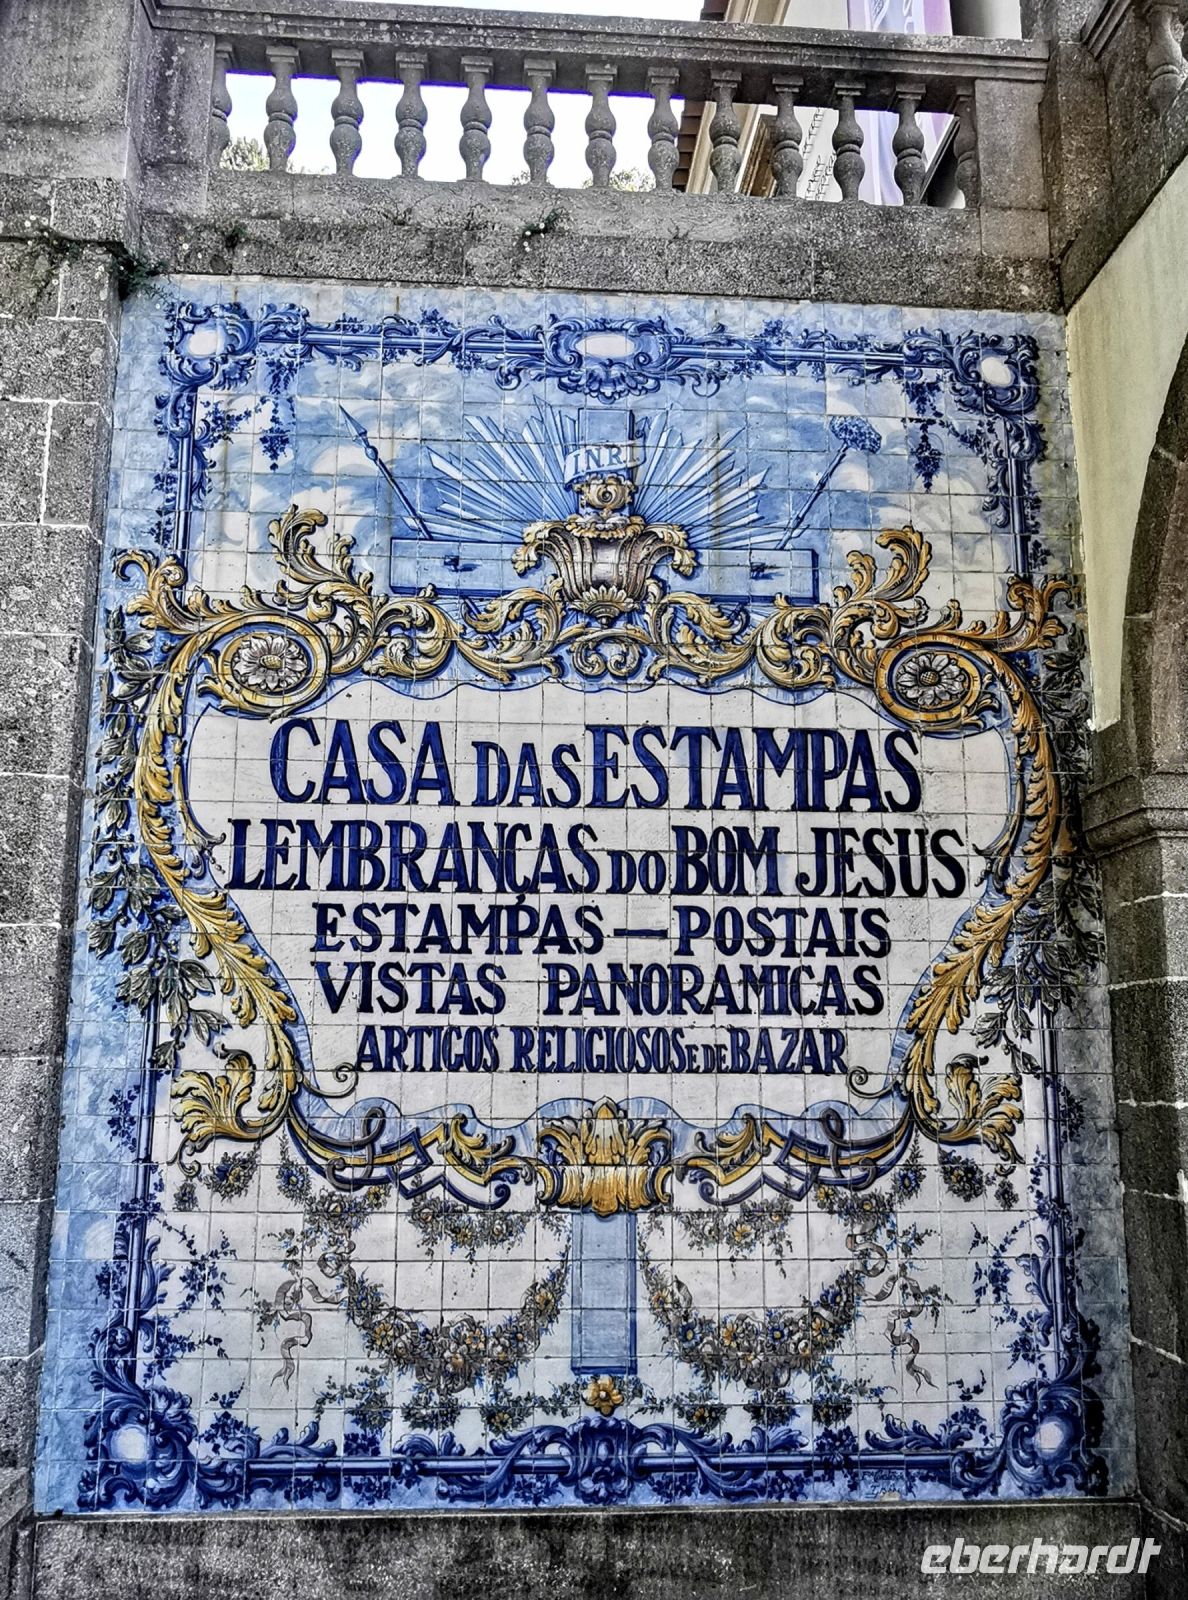 INRI
CASA DAS ESTAMPAS
LEMBRANÇAS DO BOM JESUS
ESTAMPAS — POSTAIS
VISTAS PANORAMICAS
ARTIGOS RELIGIOSOS E DE BAZAR
eberhardt